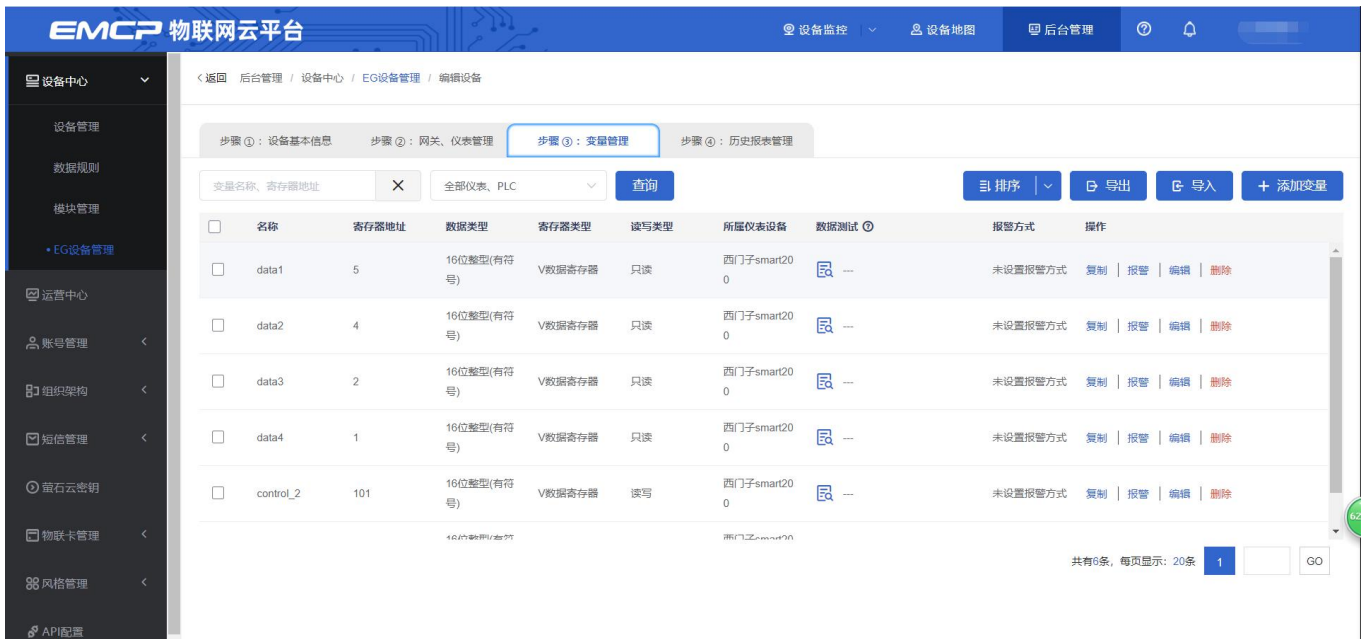 EMCP 物联网云平台
设备监控
设备地图
后台管理
设备中心
设备管理
数据规则
模块管理
•EG设备管理
运营中心
账号管理
组织架构
短信管理
萤石云密钥
物联卡管理
风格管理
API配置
<返回 后台管理 / 设备中心 / EG设备管理 / 编辑设备
步骤①：设备基本信息 步骤②：网关、仪表管理 步骤③：变量管理 步骤④：历史报表管理
变量名称、寄存器地址 全部仪表、PLC 查询 排序 导出 导入 + 添加变量
名称 寄存器地址 数据类型 寄存器类型 读写类型 所属仪表设备 数据测试 报警方式 操作
data1 5 16位整型(有符号) V数据寄存器 只读 西门子smart200 --- 未设置报警方式 复制 | 报警 | 编辑 | 删除
data2 4 16位整型(有符号) V数据寄存器 只读 西门子smart200 --- 未设置报警方式 复制 | 报警 | 编辑 | 删除
data3 2 16位整型(有符号) V数据寄存器 只读 西门子smart200 --- 未设置报警方式 复制 | 报警 | 编辑 | 删除
data4 1 16位整型(有符号) V数据寄存器 只读 西门子smart200 --- 未设置报警方式 复制 | 报警 | 编辑 | 删除
control_2 101 16位整型(有符号) V数据寄存器 读写 西门子smart200 --- 未设置报警方式 复制 | 报警 | 编辑 | 删除
16位整型(有符 西门子smart20
共有6条，每页显示：20条 1 GO
62